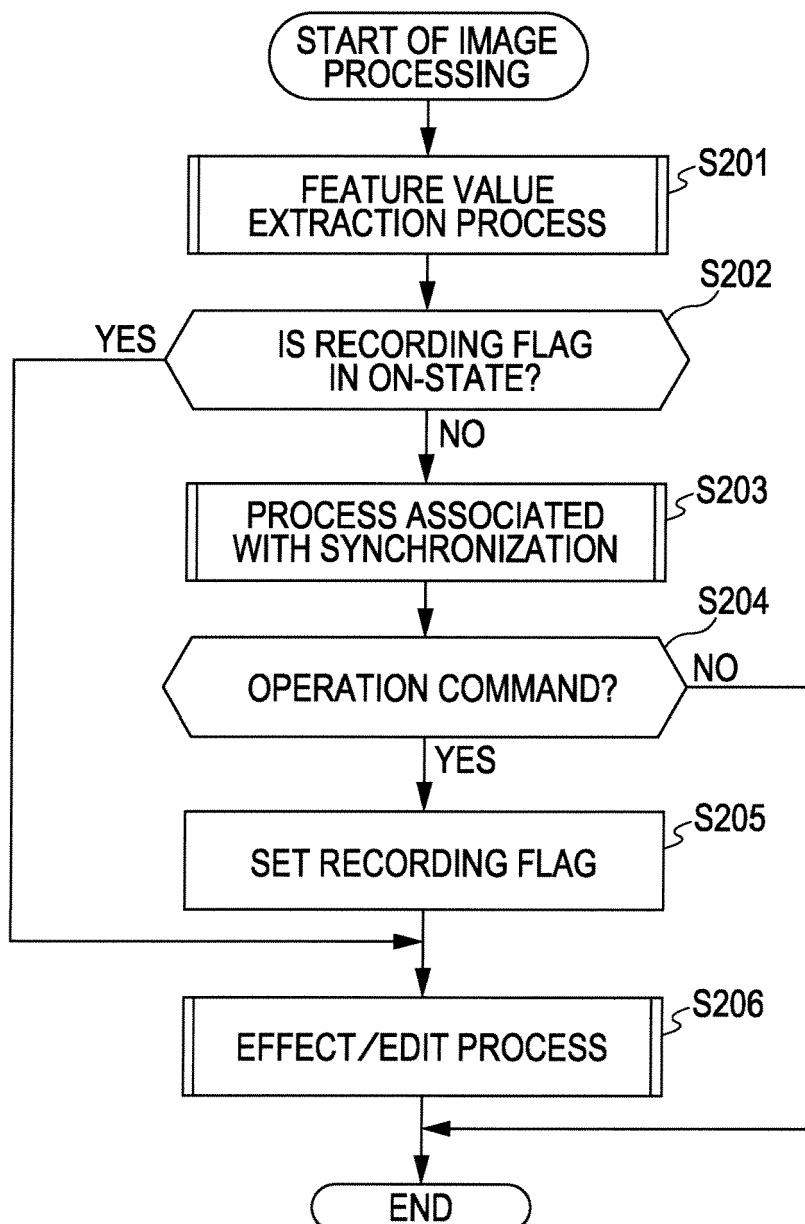 START OF IMAGE
PROCESSING
S201
FEATURE VALUE
EXTRACTION PROCESS
S202
YES
IS RECORDING FLAG
IN ON-STATE?
NO
S203
PROCESS ASSOCIATED
WITH SYNCHRONIZATION
S204
OPERATION COMMAND?
NO
YES
S205
SET RECORDING FLAG
S206
EFFECT/EDIT PROCESS
END